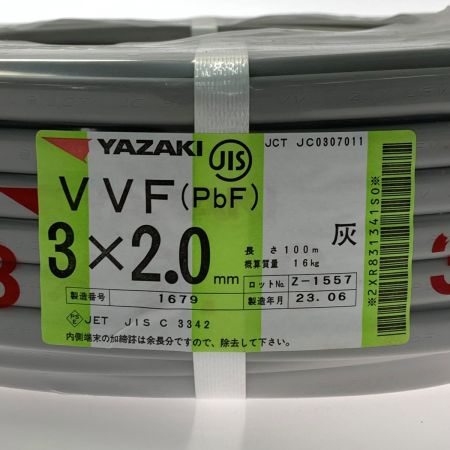 YAZAKI JIS JCT JC0307011
VVF(PbF)
3×2.0mm
灰
長さ 100m
概算質量 16kg
ロットNo. Z-1557
製造番号 1679
製造年月 23.06
PS E JET JIS C 3342
内側端末の加締跡は余長分ですので、除去して下さい。
※2XR831341S0※
3
3